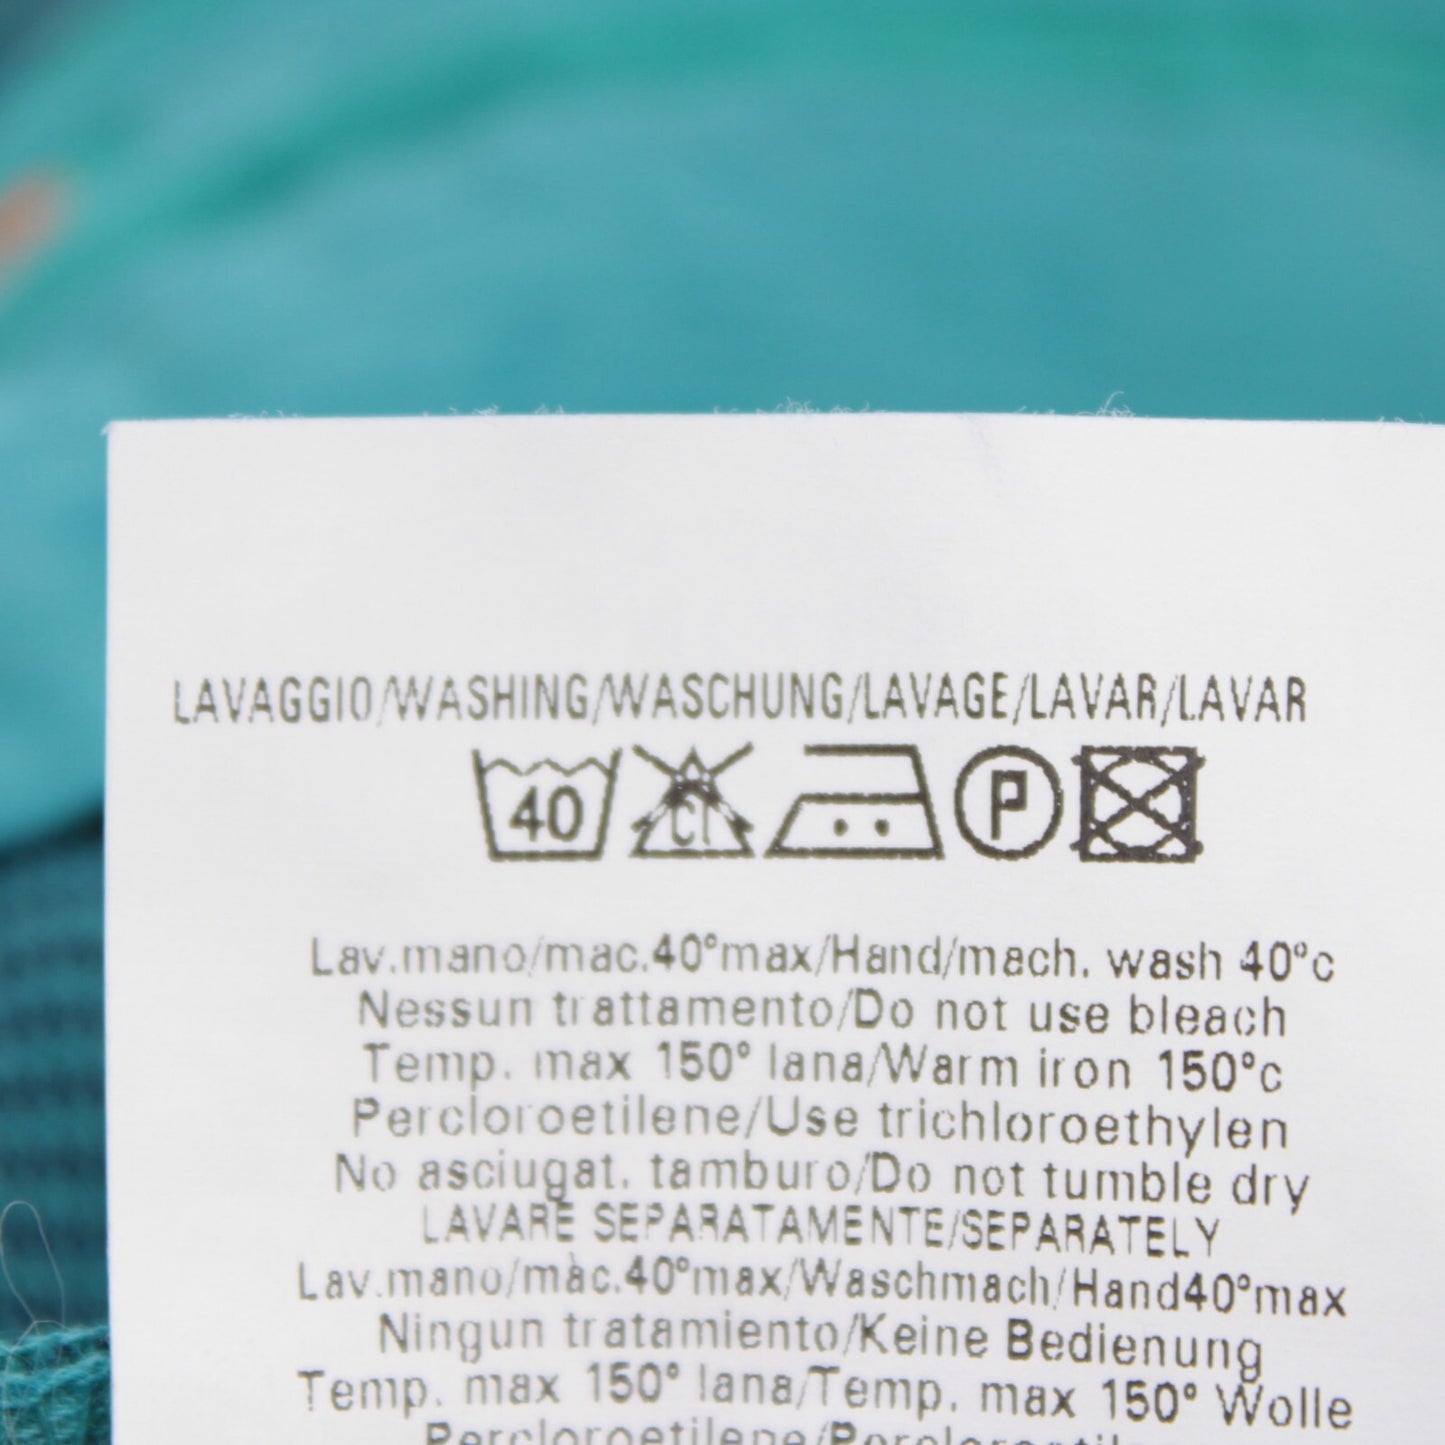 LAVAGGIO/WASHING/WASCHUNG/LAVAGE/LAVAR/LAVAR
40 Cl P
Lav.mano/mac.40°max/Hand/mach. wash 40°c
Nessun trattamento/Do not use bleach
Temp. max 150° lana/Warm iron 150°c
Percloroetilene/Use trichloroethylen
No asciugat. tamburo/Do not tumble dry
LAVARE SEPARATAMENTE/SEPARATELY
Lav.mano/màc.40°max/Waschmach/Hand40°max
Ningun tratamiento/Keine Bedienung
Temp. max 150° lana/Temp. max 150° Wolle